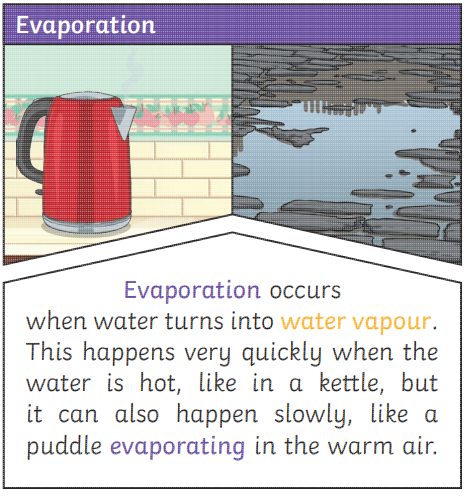 Evaporation
Evaporation occurs
when water turns into water vapour.
This happens very quickly when the
water is hot, like in a kettle, but
it can also happen slowly, like a
puddle evaporating in the warm air.